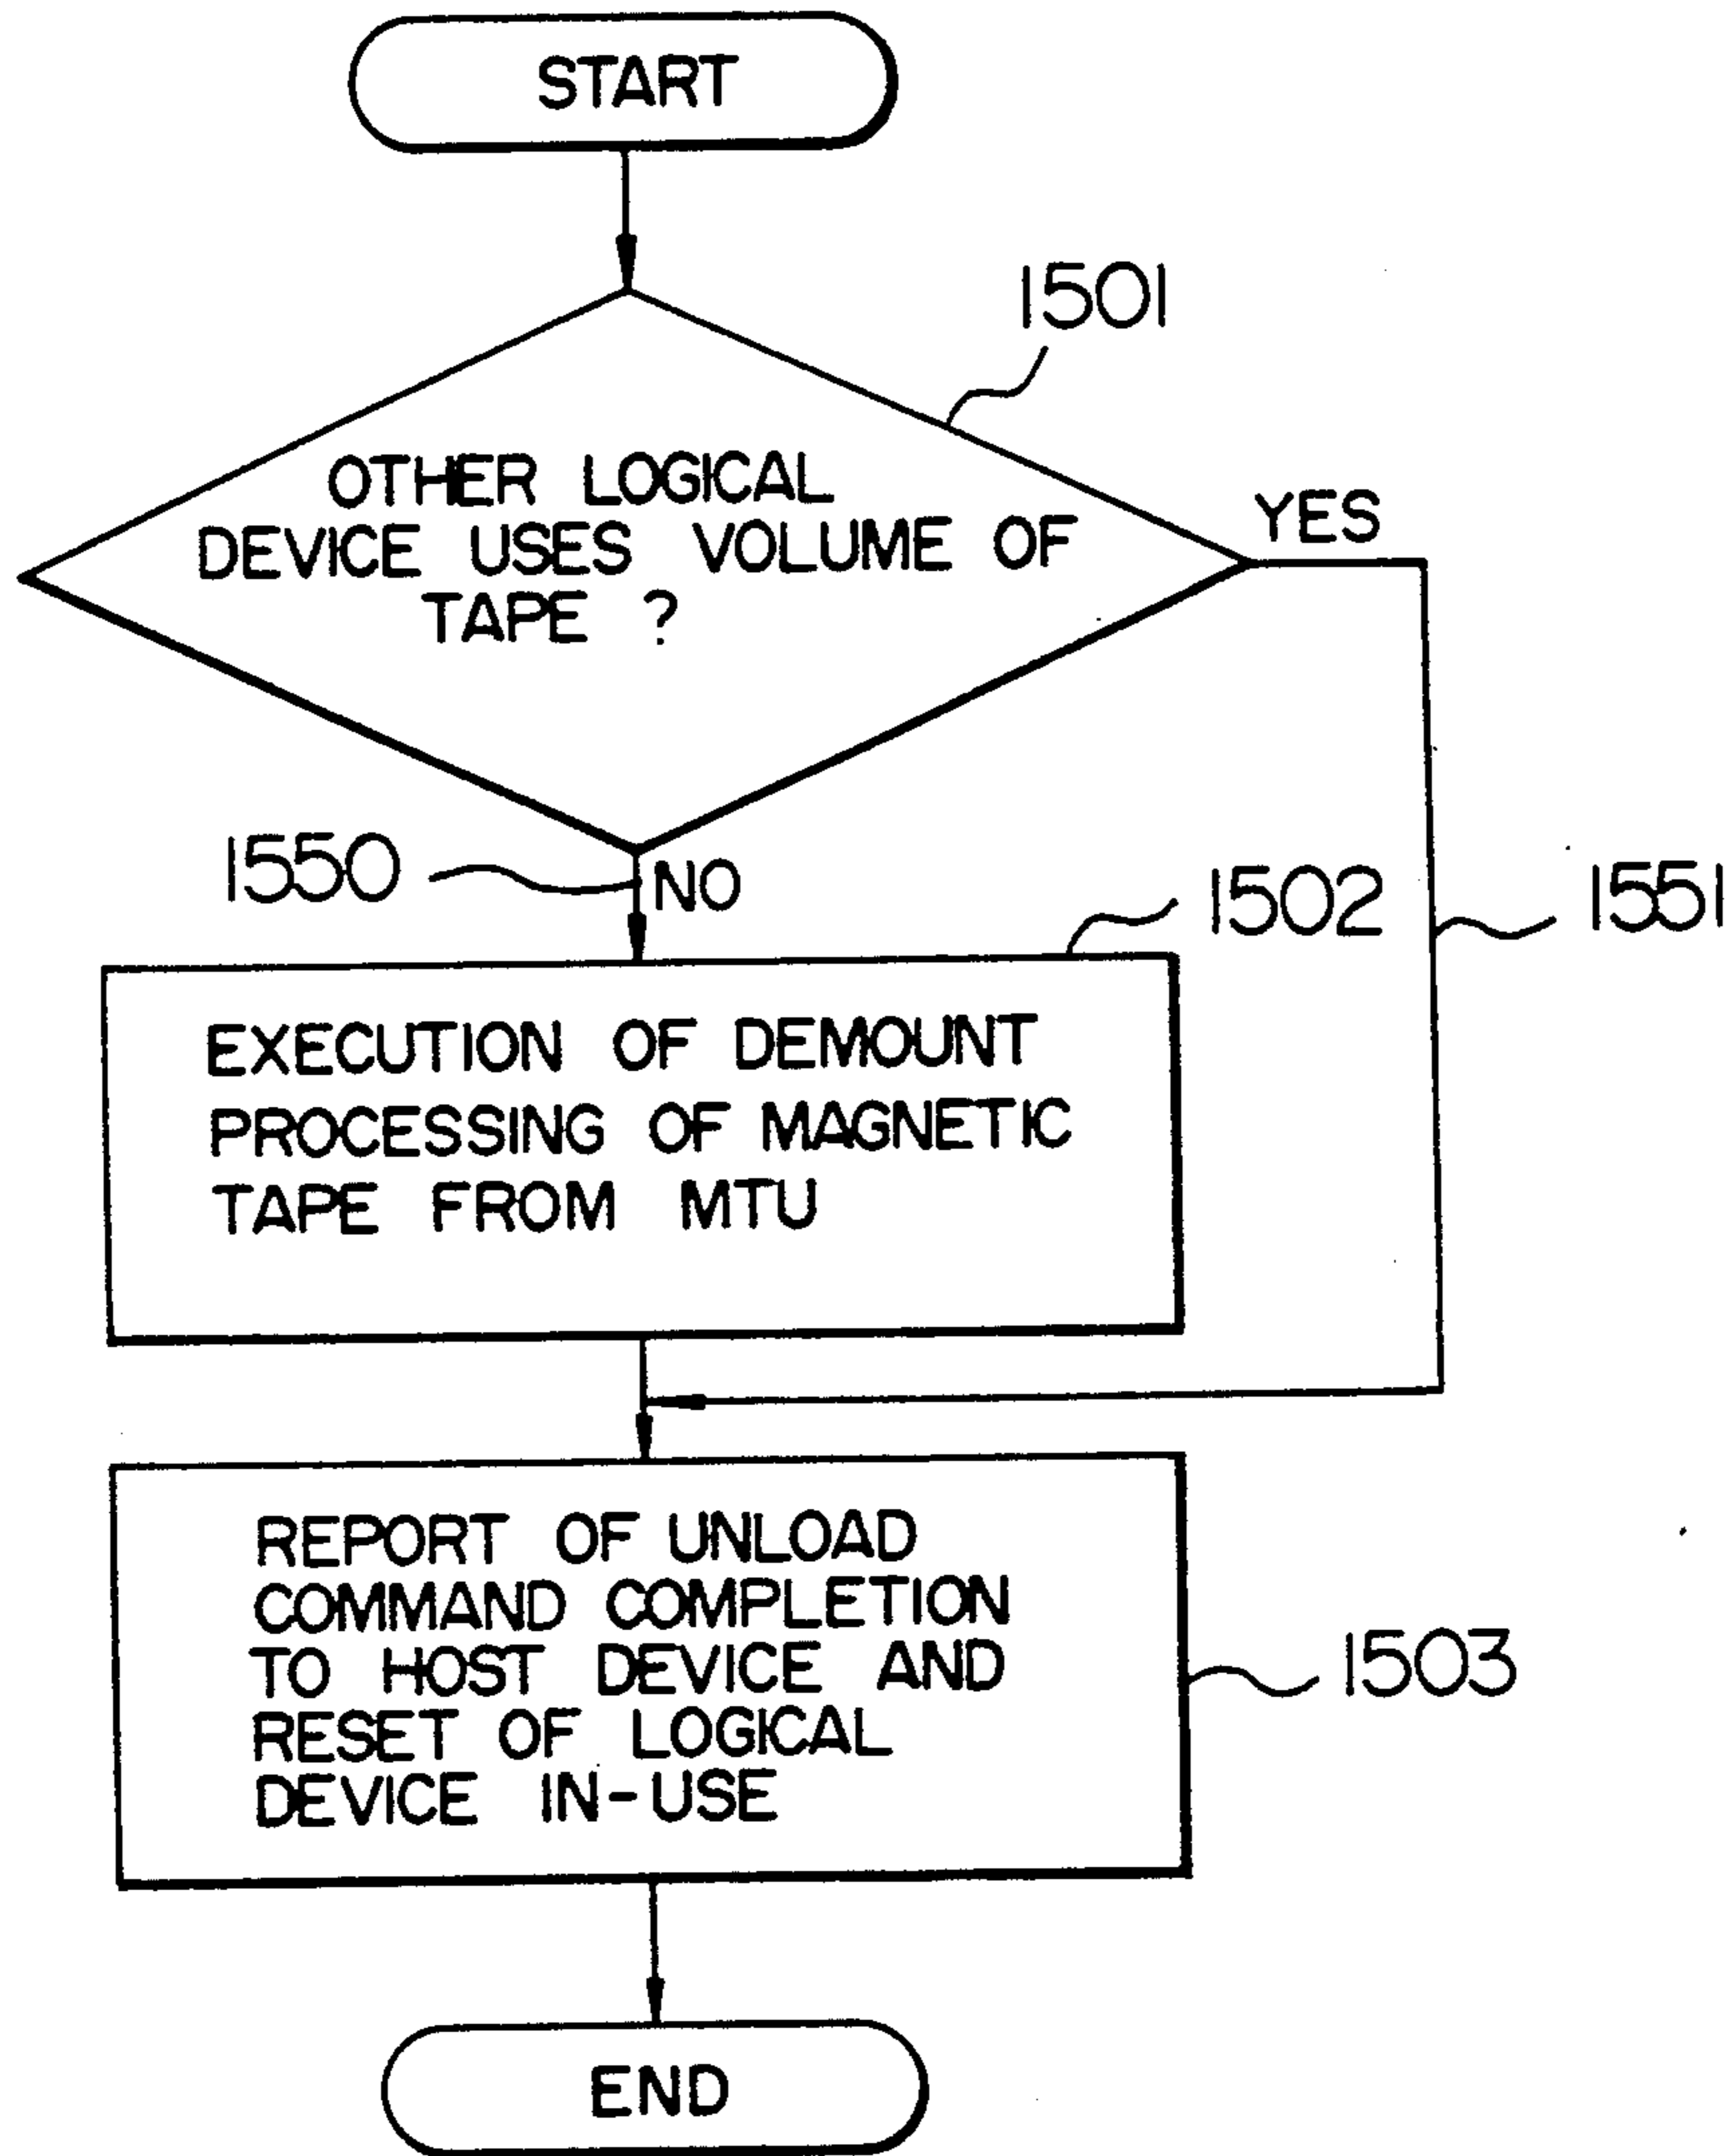 START
1501
OTHER LOGICAL
DEVICE USES VOLUME OF
TAPE ?
YES
1550
NO
1502
1551
EXECUTION OF DEMOUNT
PROCESSING OF MAGNETIC
TAPE FROM MTU
REPORT OF UNLOAD
COMMAND COMPLETION
TO HOST DEVICE AND
RESET OF LOGICAL
DEVICE IN-USE
1503
END